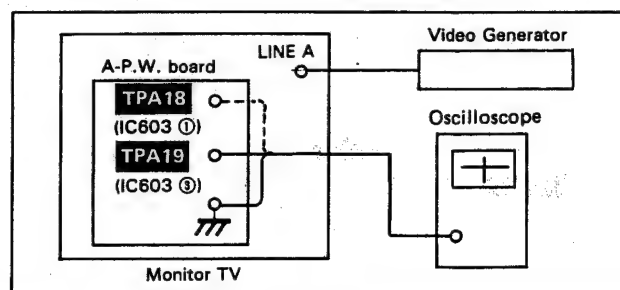 Video Generator
LINE A
A-P.W. board
TPA18
(IC603 ①)
Oscilloscope
TPA19
(IC603 ③)
Monitor TV